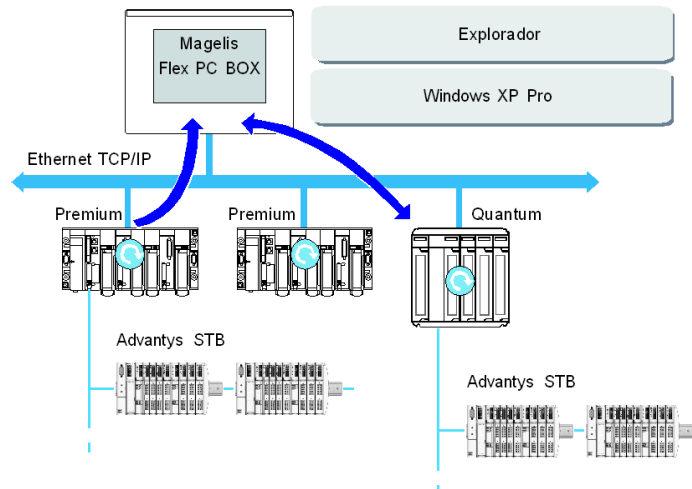 Magelis
Flex PC BOX
Explorador
Windows XP Pro
Ethernet TCP/IP
Premium
Premium
Quantum
Advantys STB
Advantys STB